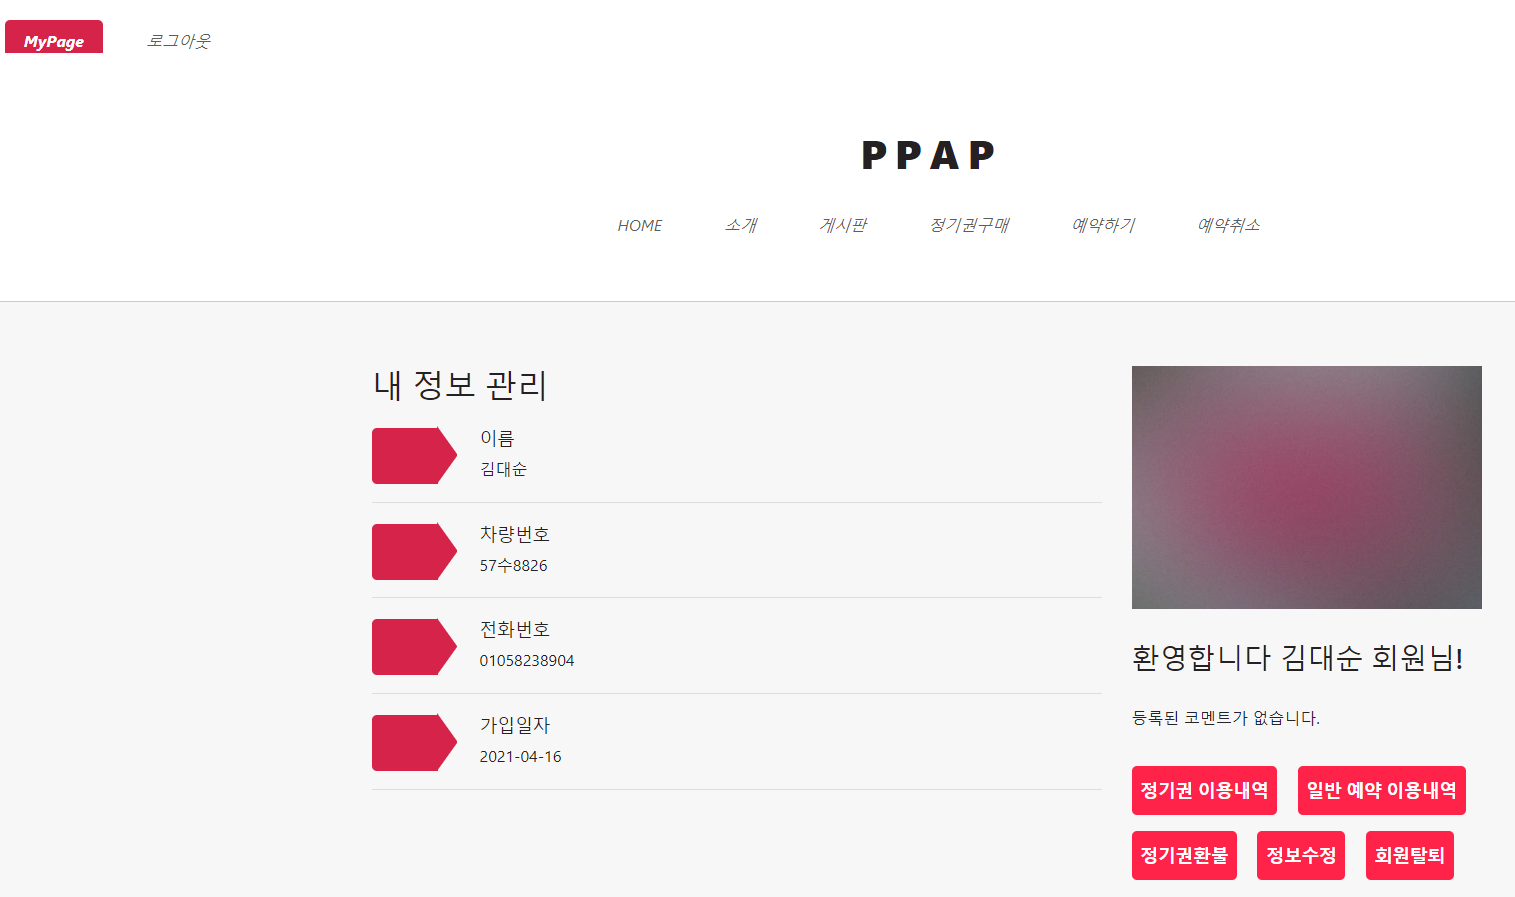 MyPage 로그아웃
PPAP
HOME 소개 게시판 정기권구매 예약하기 예약취소
내 정보 관리
이름
김대순
차량번호
57수8826
전화번호
01058238904
가입일자
2021-04-16
환영합니다 김대순 회원님!
등록된 코멘트가 없습니다.
정기권 이용내역 일반 예약 이용내역
정기권환불 정보수정 회원탈퇴